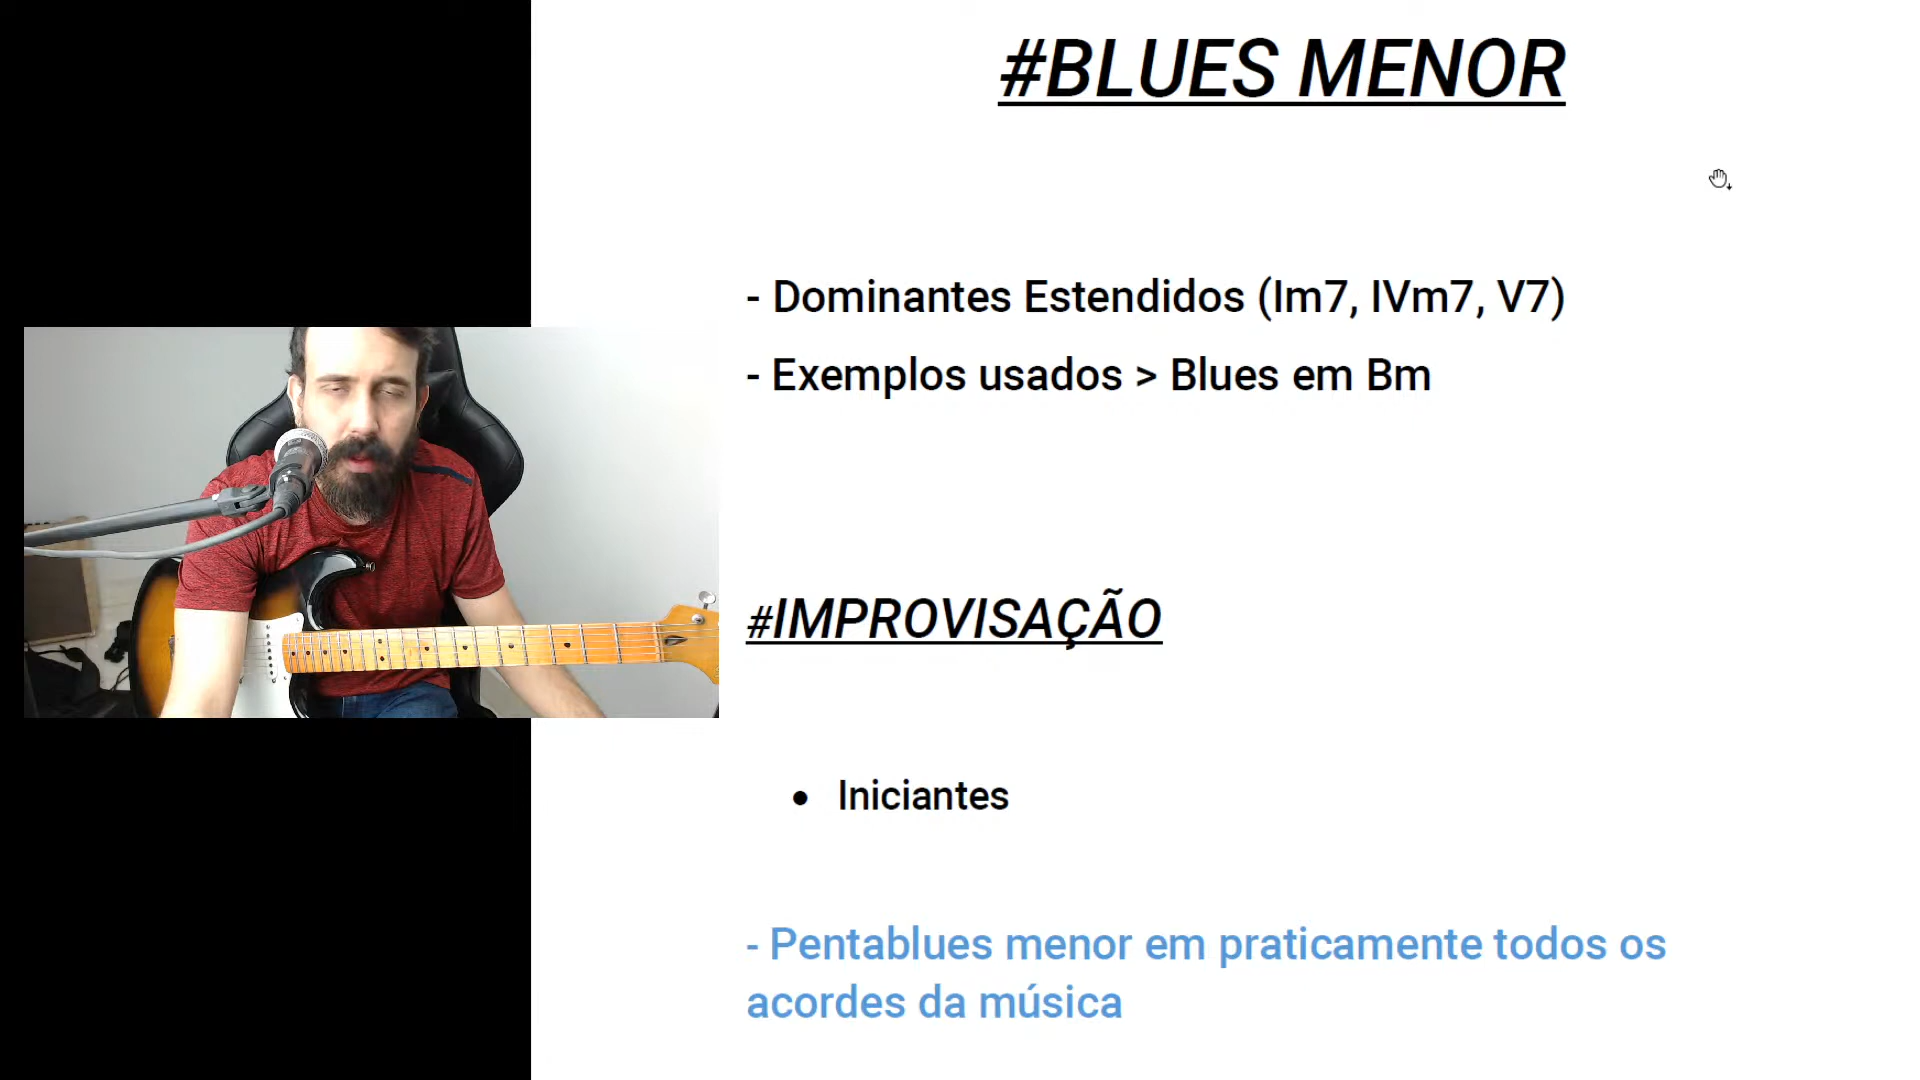 #BLUES MENOR
- Dominantes Estendidos (Im7, IVm7, V7)
- Exemplos usados > Blues em Bm
#IMPROVISAÇÃO
● Iniciantes
- Pentablues menor em praticamente todos os
acordes da música